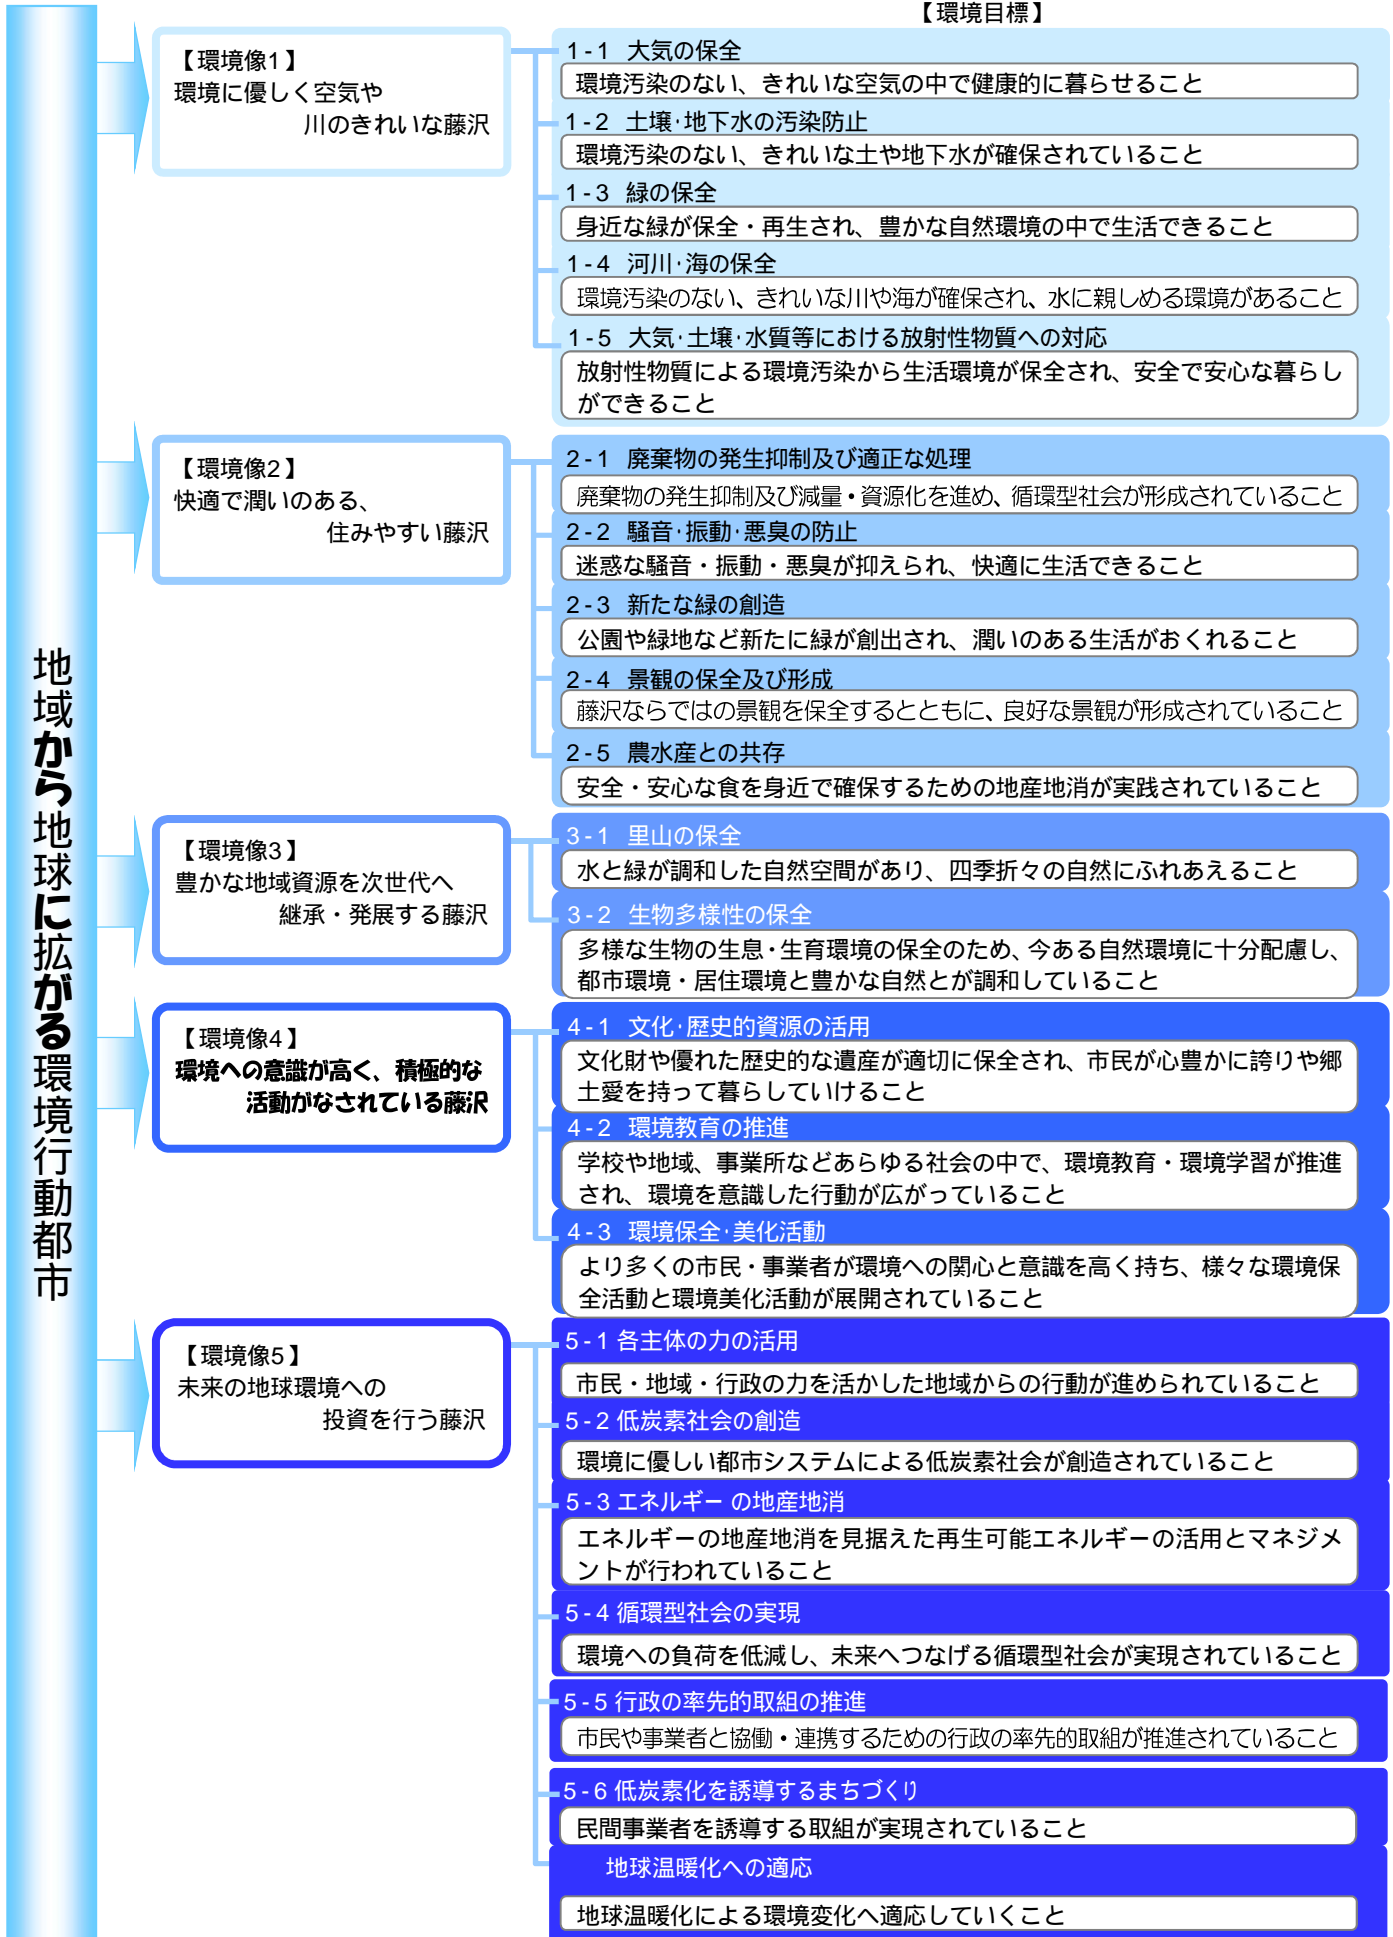 【環境目標】
地域から地球に拡がる環境行動都市
【環境像1】
環境に優しく空気や
川のきれいな藤沢
1-1 大気の保全
環境汚染のない、きれいな空気の中で健康的に暮らせること
1-2 土壌・地下水の汚染防止
環境汚染のない、きれいな土や地下水が確保されていること
1-3 緑の保全
身近な緑が保全・再生され、豊かな自然環境の中で生活できること
1-4 河川・海の保全
環境汚染のない、きれいな川や海が確保され、水に親しめる環境があること
1-5 大気・土壌・水質等における放射性物質への対応
放射性物質による環境汚染から生活環境が保全され、安全で安心な暮らし
ができること
【環境像2】
快適で潤いのある、
住みやすい藤沢
2-1 廃棄物の発生抑制及び適正な処理
廃棄物の発生抑制及び減量・資源化を進め、循環型社会が形成されていること
2-2 騒音・振動・悪臭の防止
迷惑な騒音・振動・悪臭が抑えられ、快適に生活できること
2-3 新たな緑の創造
公園や緑地など新たに緑が創出され、潤いのある生活がおくれること
2-4 景観の保全及び形成
藤沢ならではの景観を保全するとともに、良好な景観が形成されていること
2-5 農水産との共存
安全・安心な食を身近で確保するための地産地消が実践されていること
【環境像3】
豊かな地域資源を次世代へ
継承・発展する藤沢
3-1 里山の保全
水と緑が調和した自然空間があり、四季折々の自然にふれあえること
3-2 生物多様性の保全
多様な生物の生息・生育環境の保全のため、今ある自然環境に十分配慮し、
都市環境・居住環境と豊かな自然とが調和していること
【環境像4】
環境への意識が高く、積極的な
活動がなされている藤沢
4-1 文化・歴史的資源の活用
文化財や優れた歴史的な遺産が適切に保全され、市民が心豊かに誇りや郷
土愛を持って暮らしていけること
4-2 環境教育の推進
学校や地域、事業所などあらゆる社会の中で、環境教育・環境学習が推進
され、環境を意識した行動が広がっていること
4-3 環境保全・美化活動
より多くの市民・事業者が環境への関心と意識を高く持ち、様々な環境保
全活動と環境美化活動が展開されていること
【環境像5】
未来の地球環境への
投資を行う藤沢
5-1 各主体の力の活用
市民・地域・行政の力を活かした地域からの行動が進められていること
5-2 低炭素社会の創造
環境に優しい都市システムによる低炭素社会が創造されていること
5-3 エネルギー の地産地消
エネルギーの地産地消を見据えた再生可能エネルギーの活用とマネジメ
ントが行われていること
5-4 循環型社会の実現
環境への負荷を低減し、未来へつなげる循環型社会が実現されていること
5-5 行政の率先的取組の推進
市民や事業者と協働・連携するための行政の率先的取組が推進されていること
5-6 低炭素化を誘導するまちづくり
民間事業者を誘導する取組が実現されていること
地球温暖化への適応
地球温暖化による環境変化へ適応していくこと